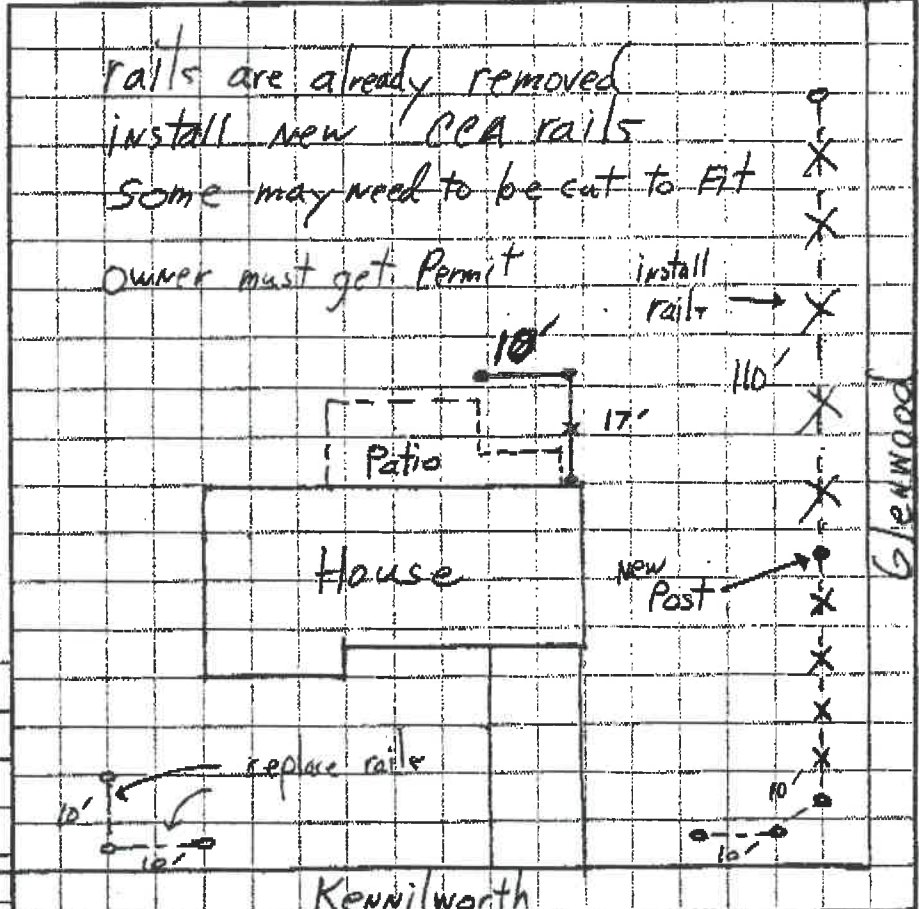 rails are already removed
install new CCA rails
Some may need to be cut to Fit
Owner must get Permit
install
rails
10'
110'
17'
Patio
Glenwood
House
New
Post
replace rails
10'
10'
10'
10'
Kennilworth